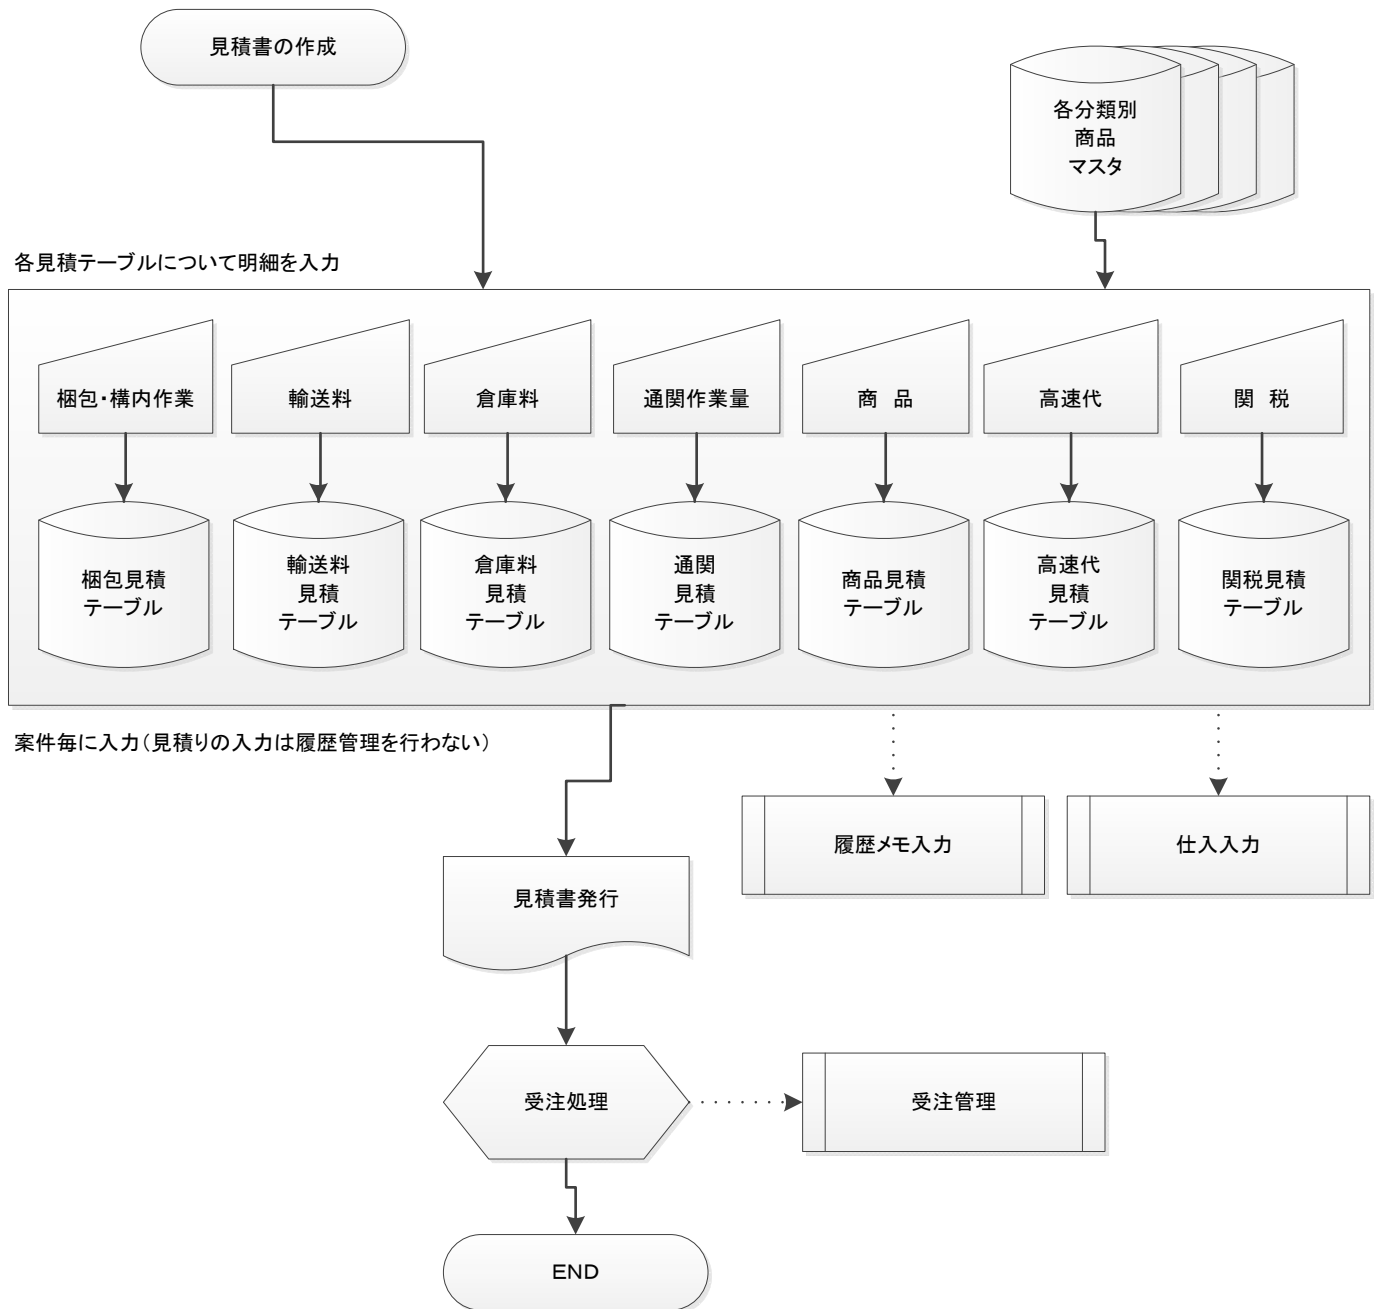 見積書の作成
各分類別
商品
マスタ
各見積テーブルについて明細を入力
梱包・構内作業
輸送料
倉庫料
通関作業量
商　品
高速代
関　税
梱包見積
テーブル
輸送料
見積
テーブル
倉庫料
見積
テーブル
通関
見積
テーブル
商品見積
テーブル
高速代
見積
テーブル
関税見積
テーブル
案件毎に入力（見積りの入力は履歴管理を行わない）
履歴メモ入力
仕入入力
見積書発行
受注処理
受注管理
END